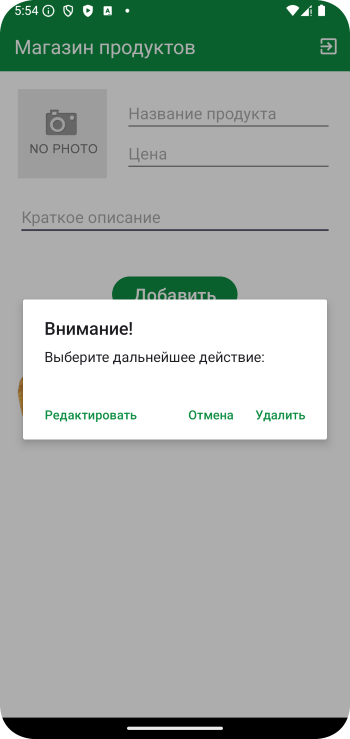 5:54
Магазин продуктов
NO PHOTO
Название продукта
Цена
Краткое описание
Добавить
Внимание!
Выберите дальнейшее действие:
Редактировать Отмена Удалить